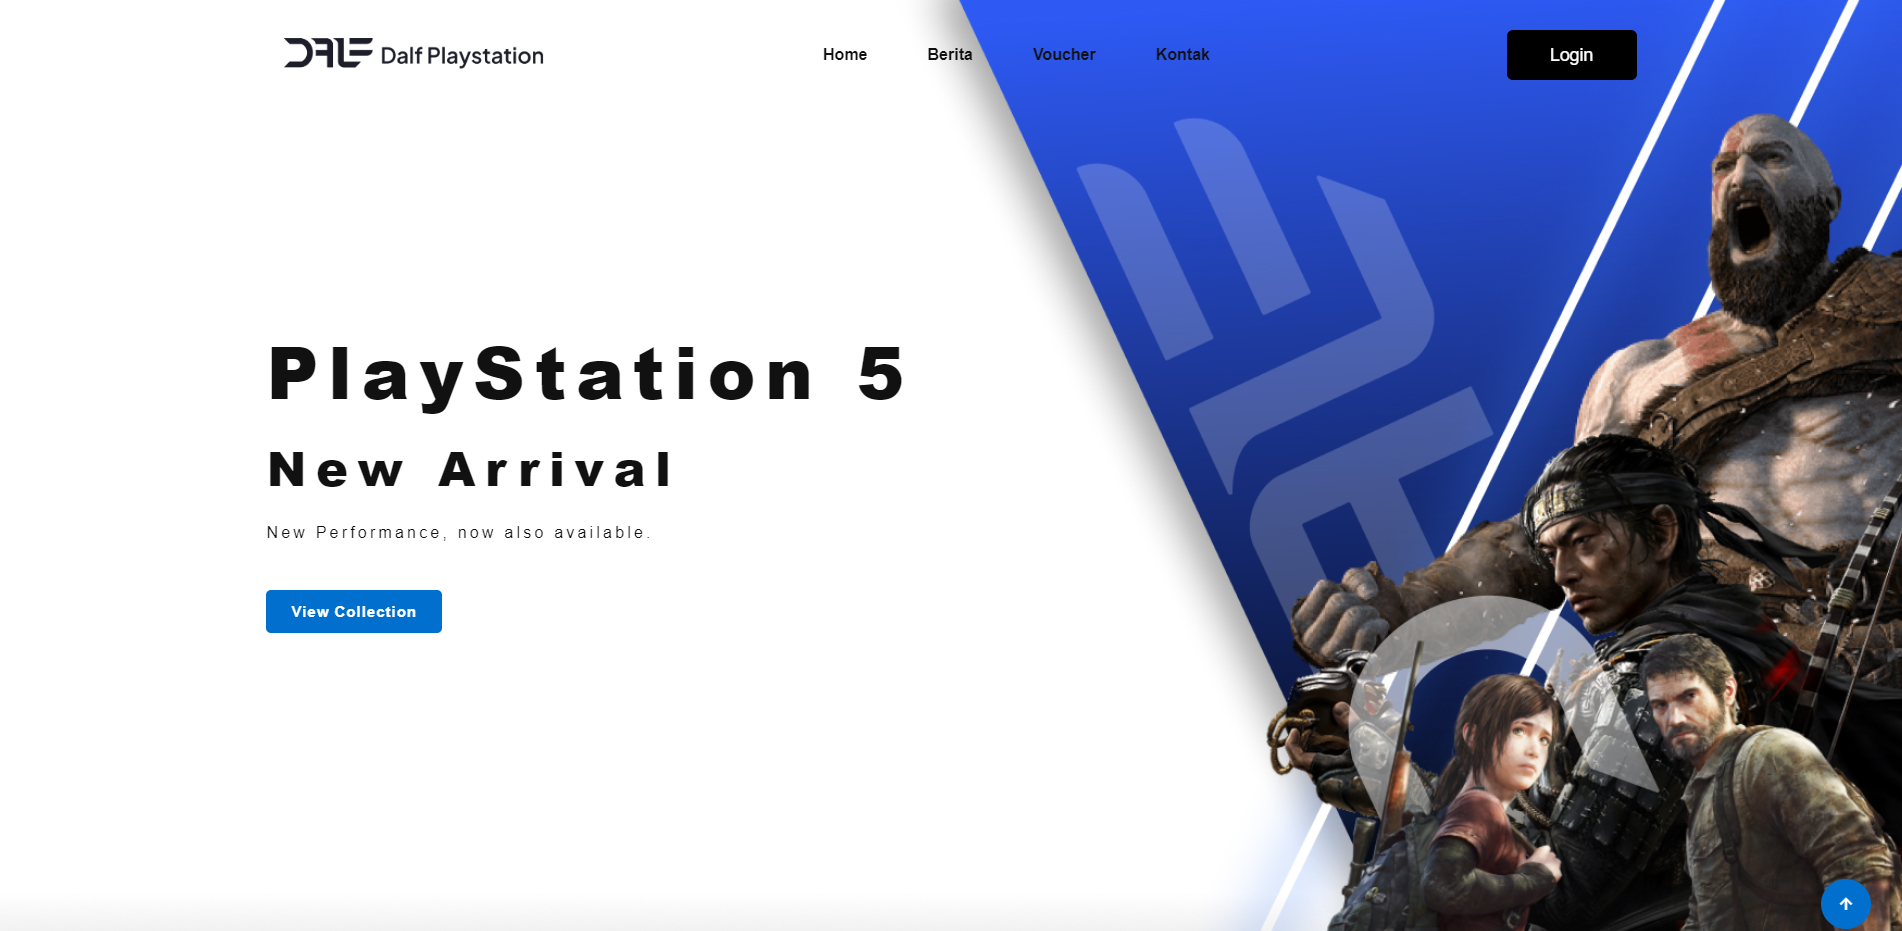 DALF Dalf Playstation
Home
Berita
Voucher
Kontak
Login
PlayStation 5
New Arrival
New Performance, now also available.
View Collection
DALF